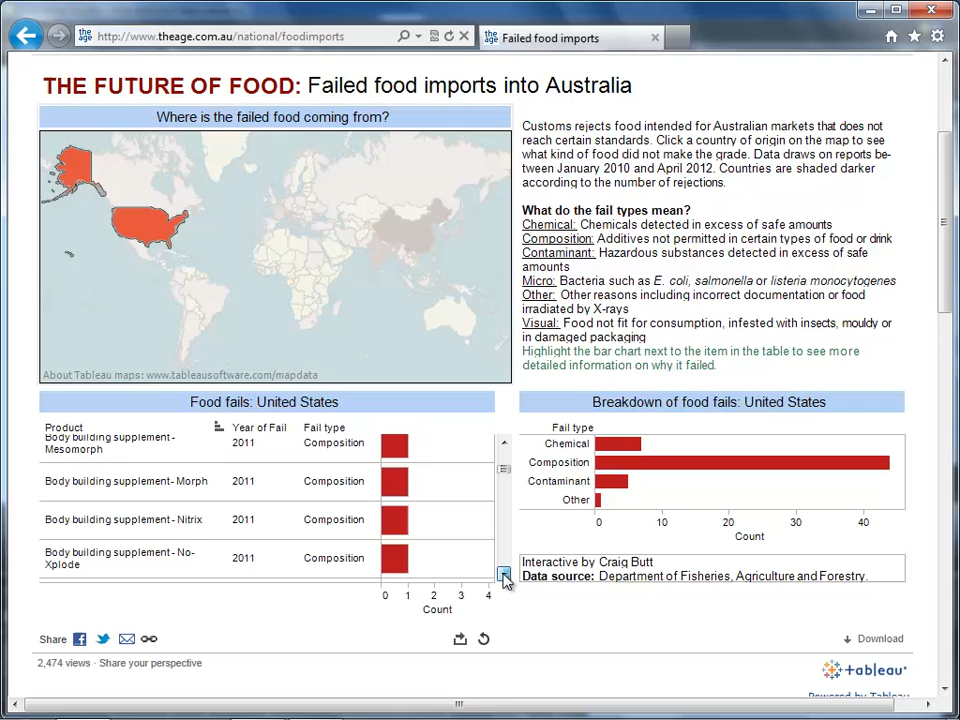 the age
http://www.theage.com.au/national/foodimports
the age
Failed food imports
THE FUTURE OF FOOD: Failed food imports into Australia
Where is the failed food coming from?
About Tableau maps: www.tableausoftware.com/mapdata
Customs rejects food intended for Australian markets that does not
reach certain standards. Click a country of origin on the map to see
what kind of food did not make the grade. Data draws on reports be-
tween January 2010 and April 2012. Countries are shaded darker
according to the number of rejections.
What do the fail types mean?
Chemical: Chemicals detected in excess of safe amounts
Composition: Additives not permitted in certain types of food or drink
Contaminant: Hazardous substances detected in excess of safe
amounts
Micro: Bacteria such as E. coli, salmonella or listeria monocytogenes
Other: Other reasons including incorrect documentation or food
irradiated by X-rays
Visual: Food not fit for consumption, infested with insects, mouldy or
in damaged packaging
Highlight the bar chart next to the item in the table to see more
detailed information on why it failed.
Food fails: United States
Product Year of Fail Fail type
Body building supplement - Mesomorph 2011 Composition
Body building supplement - Morph 2011 Composition
Body building supplement - Nitrix 2011 Composition
Body building supplement - No-Xplode 2011 Composition
0 1 2 3 4
Count
Breakdown of food fails: United States
Fail type
Chemical
Composition
Contaminant
Other
0 10 20 30 40
Count
Interactive by Craig Butt
Data source: Department of Fisheries, Agriculture and Forestry.
Share
Download
2,474 views · Share your perspective
+tableau
Powered by Tableau